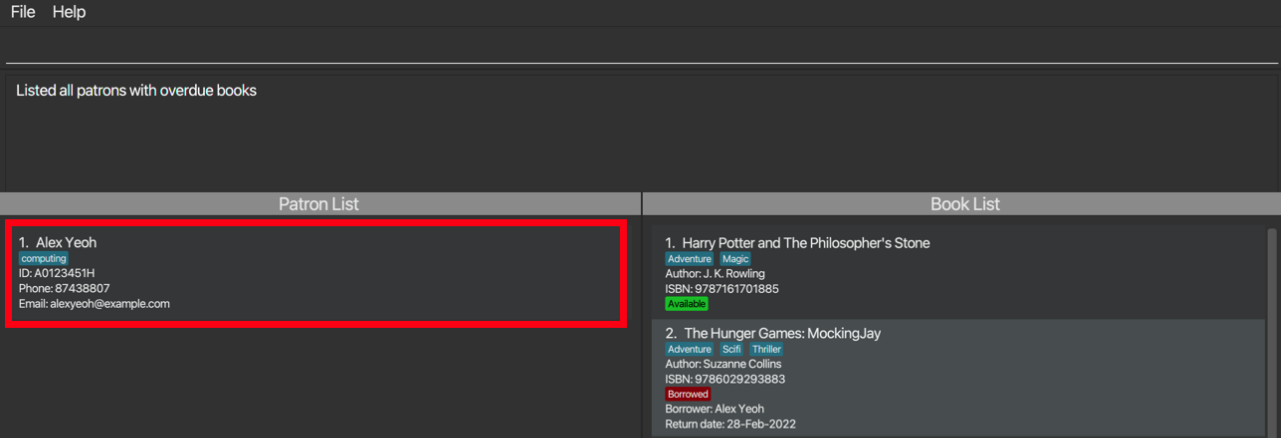 File Help
Listed all patrons with overdue books
Patron List
1. Alex Yeoh
computing
ID: A0123451H
Phone: 87438807
Email: alexyeoh@example.com
Book List
1. Harry Potter and The Philosopher's Stone
Adventure Magic
Author: J. K. Rowling
ISBN: 9787161701885
Available
2. The Hunger Games: MockingJay
Adventure Scifi Thriller
Author: Suzanne Collins
ISBN: 9786029293883
Borrowed
Borrower: Alex Yeoh
Return date: 28-Feb-2022